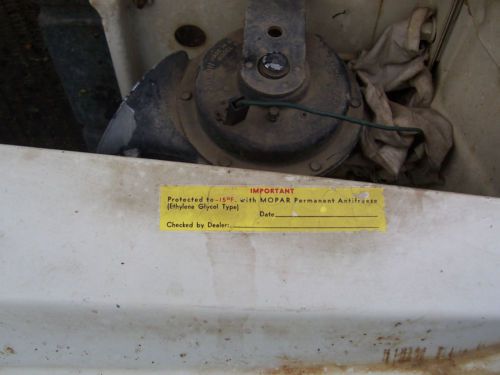 IMPORTANT
Protected to -15°F. with MOPAR Permanent Antifreeze
(Ethylene Glycol Type) Date
Checked by Dealer: